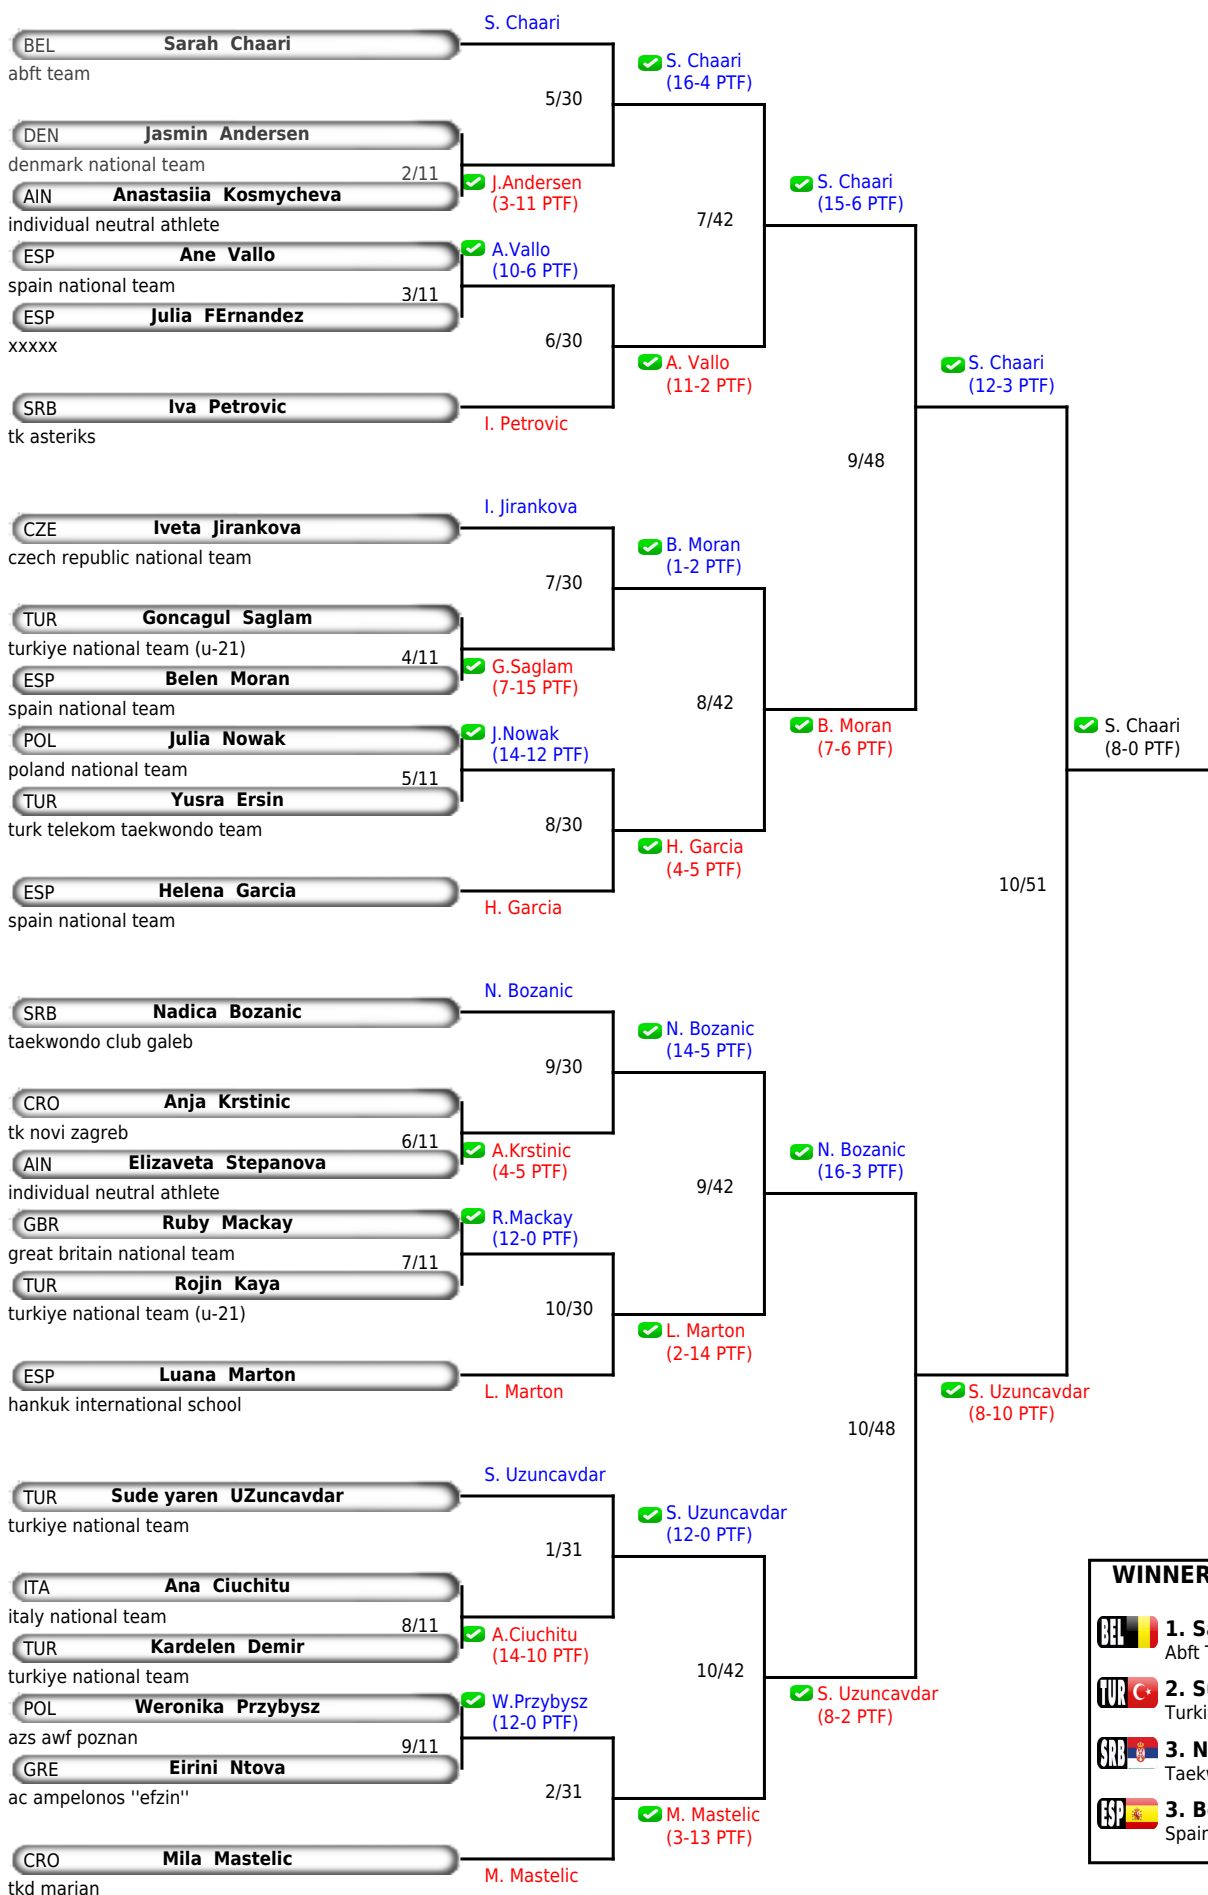 S. Chaari
BEL Sarah Chaari
abft team
S. Chaari
(16-4 PTF)
5/30
DEN Jasmin Andersen
denmark national team
2/11
J.Andersen
(3-11 PTF)
AIN Anastasiia Kosmycheva
individual neutral athlete
S. Chaari
(15-6 PTF)
7/42
ESP Ane Vallo
spain national team
A.Vallo
(10-6 PTF)
3/11
ESP Julia FErnandez
xxxxx
6/30
A. Vallo
(11-2 PTF)
S. Chaari
(12-3 PTF)
SRB Iva Petrovic
tk asteriks
I. Petrovic
9/48
I. Jirankova
CZE Iveta Jirankova
czech republic national team
B. Moran
(1-2 PTF)
7/30
TUR Goncagul Saglam
turkiye national team (u-21)
4/11
G.Saglam
(7-15 PTF)
ESP Belen Moran
spain national team
8/42
B. Moran
(7-6 PTF)
S. Chaari
(8-0 PTF)
POL Julia Nowak
poland national team
J.Nowak
(14-12 PTF)
5/11
TUR Yusra Ersin
turk telekom taekwondo team
8/30
H. Garcia
(4-5 PTF)
ESP Helena Garcia
spain national team
H. Garcia
10/51
N. Bozanic
SRB Nadica Bozanic
taekwondo club galeb
N. Bozanic
(14-5 PTF)
9/30
CRO Anja Krstinic
tk novi zagreb
6/11
A.Krstinic
(4-5 PTF)
AIN Elizaveta Stepanova
individual neutral athlete
N. Bozanic
(16-3 PTF)
9/42
GBR Ruby Mackay
great britain national team
R.Mackay
(12-0 PTF)
7/11
TUR Rojin Kaya
turkiye national team (u-21)
10/30
L. Marton
(2-14 PTF)
ESP Luana Marton
hankuk international school
L. Marton
S. Uzuncavdar
(8-10 PTF)
10/48
S. Uzuncavdar
TUR Sude yaren UZuncavdar
turkiye national team
S. Uzuncavdar
(12-0 PTF)
1/31
ITA Ana Ciuchitu
italy national team
8/11
A.Ciuchitu
(14-10 PTF)
TUR Kardelen Demir
turkiye national team
10/42
S. Uzuncavdar
(8-2 PTF)
POL Weronika Przybysz
azs awf poznan
W.Przybysz
(12-0 PTF)
9/11
GRE Eirini Ntova
ac ampelonos ''efzin''
2/31
M. Mastelic
(3-13 PTF)
CRO Mila Mastelic
tkd marian
M. Mastelic
WINNER
BEL 1. Sa
Abft T
TUR 2. Su
Turki
SRB 3. N
Taekw
ESP 3. Be
Spain